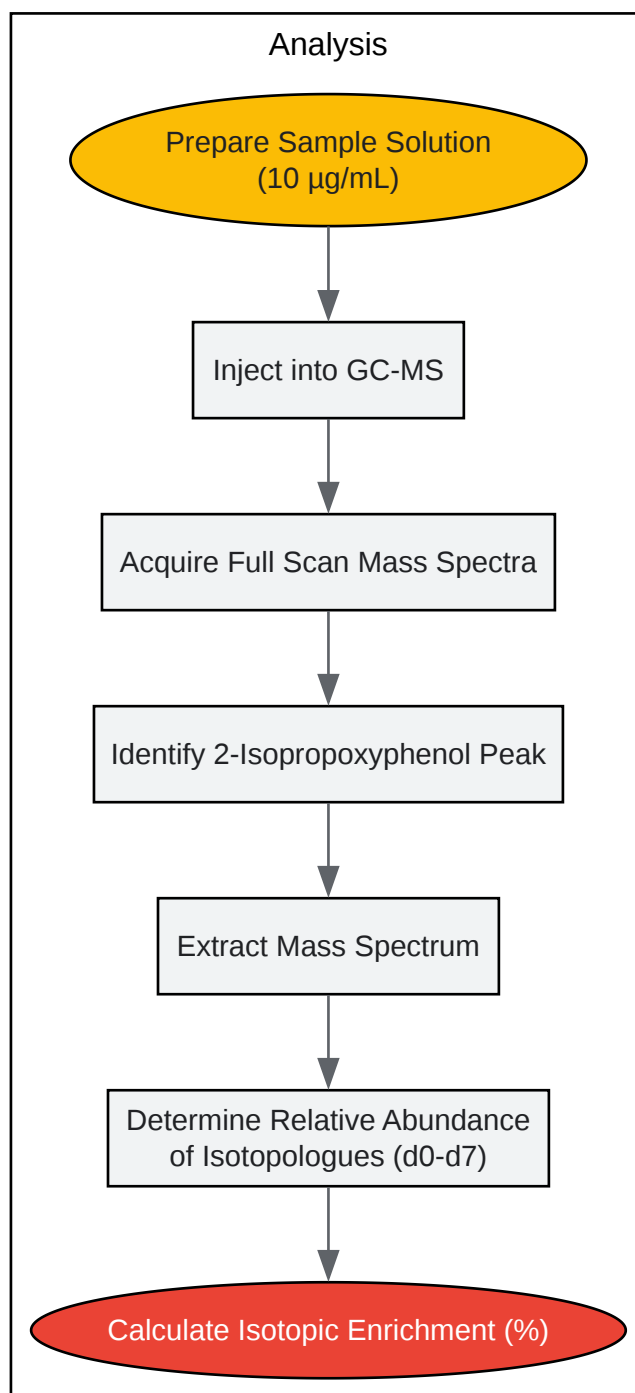 Analysis
Prepare Sample Solution
(10 µg/mL)
Inject into GC-MS
Acquire Full Scan Mass Spectra
Identify 2-Isopropoxyphenol Peak
Extract Mass Spectrum
Determine Relative Abundance
of Isotopologues (d0-d7)
Calculate Isotopic Enrichment (%)